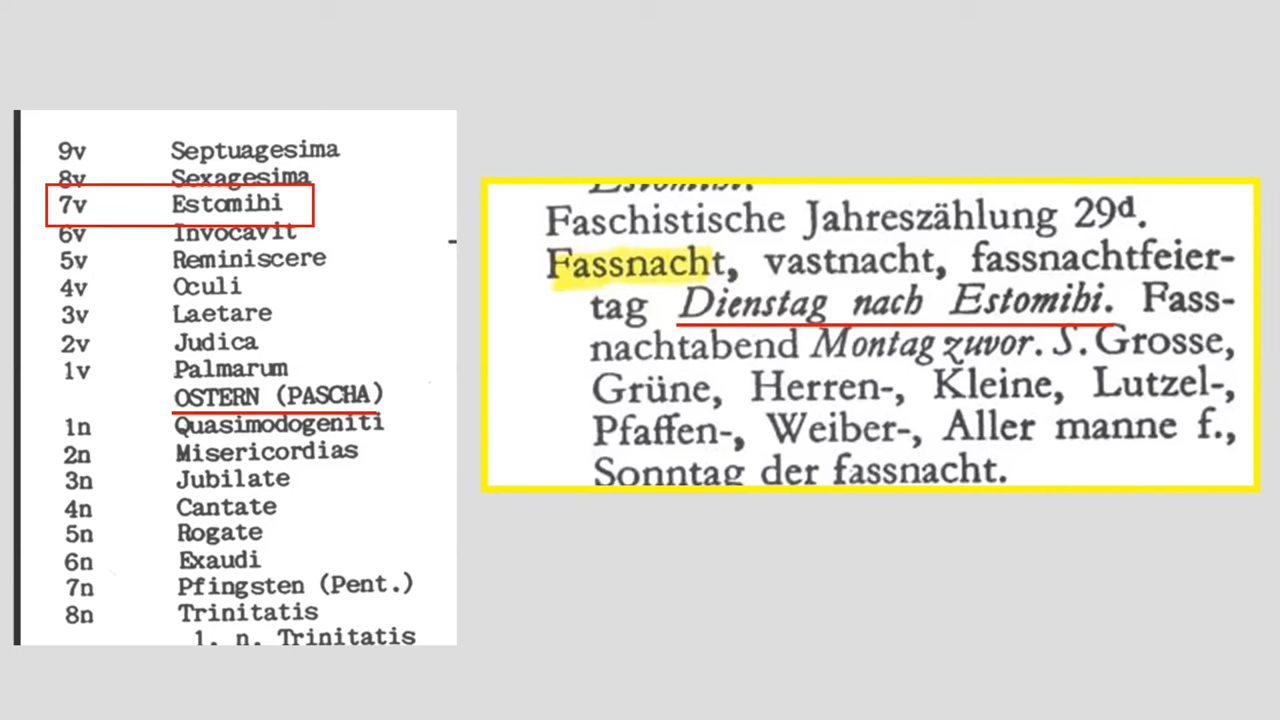 9v Septuagesima
8v Sexagesima
7v Estomihi
6v Invocavit
5v Reminiscere
4v Oculi
3v Laetare
2v Judica
1v Palmarum
OSTERN (PASCHA)
1n Quasimodogeniti
2n Misericordias
3n Jubilate
4n Cantate
5n Rogate
6n Exaudi
7n Pfingsten (Pent.)
8n Trinitatis
1. n. Trinitatis
Estomihi.
Faschistische Jahreszählung 29d.
Fassnacht, vastnacht, fassnachtfeier-
tag Dienstag nach Estomihi. Fass-
nachtabend Montag zuvor. S. Grosse,
Grüne, Herren-, Kleine, Lutzel-,
Pfaffen-, Weiber-, Aller manne f.,
Sonntag der fassnacht.